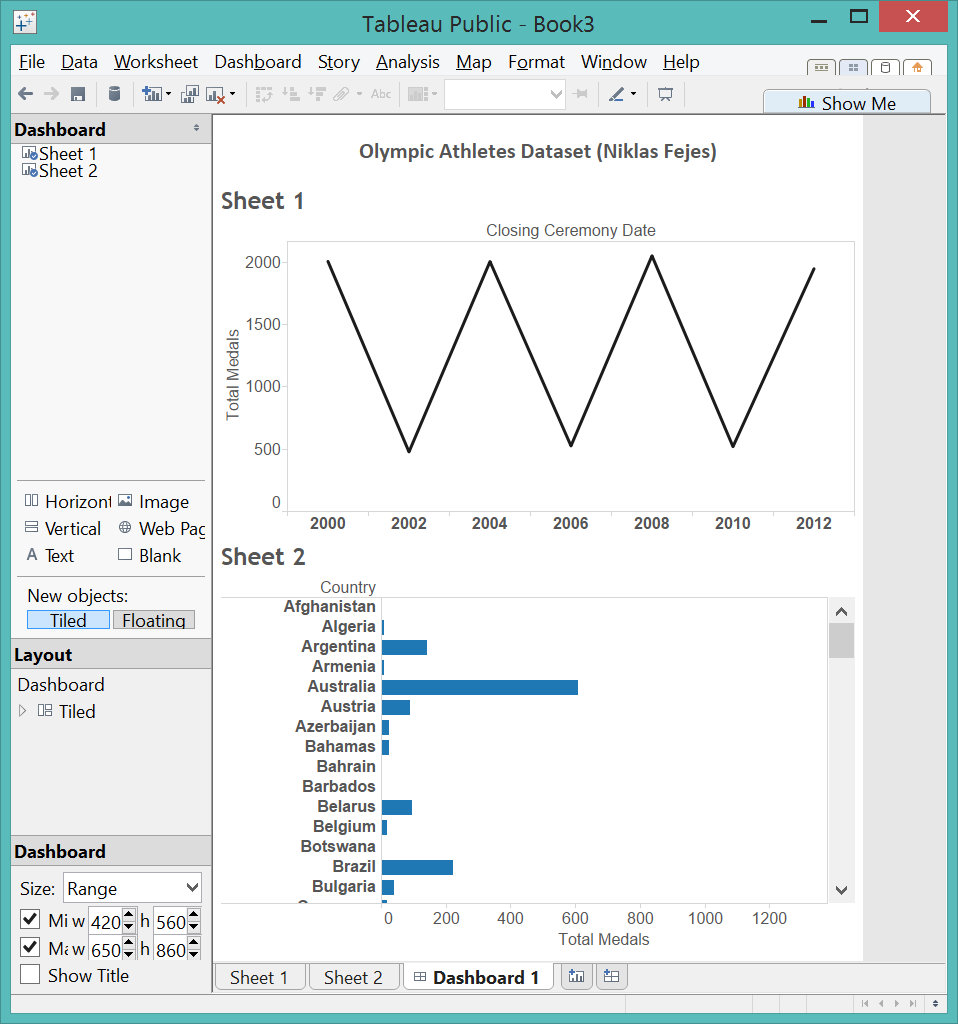 Tableau Public - Book3
File Data Worksheet Dashboard Story Analysis Map Format Window Help
Abc
Show Me
Dashboard
Sheet 1
Sheet 2
Horizont Image
Vertical Web Pag
A Text Blank
New objects:
Tiled Floating
Layout
Dashboard
Tiled
Dashboard
Size: Range
Mi w 420 h 560
Ma w 650 h 860
Show Title
Olympic Athletes Dataset (Niklas Fejes)
Sheet 1
Closing Ceremony Date
Total Medals
2000
1500
1000
500
0
2000 2002 2004 2006 2008 2010 2012
Sheet 2
Country
Afghanistan
Algeria
Argentina
Armenia
Australia
Austria
Azerbaijan
Bahamas
Bahrain
Barbados
Belarus
Belgium
Botswana
Brazil
Bulgaria
0 200 400 600 800 1000 1200
Total Medals
Sheet 1 Sheet 2 Dashboard 1